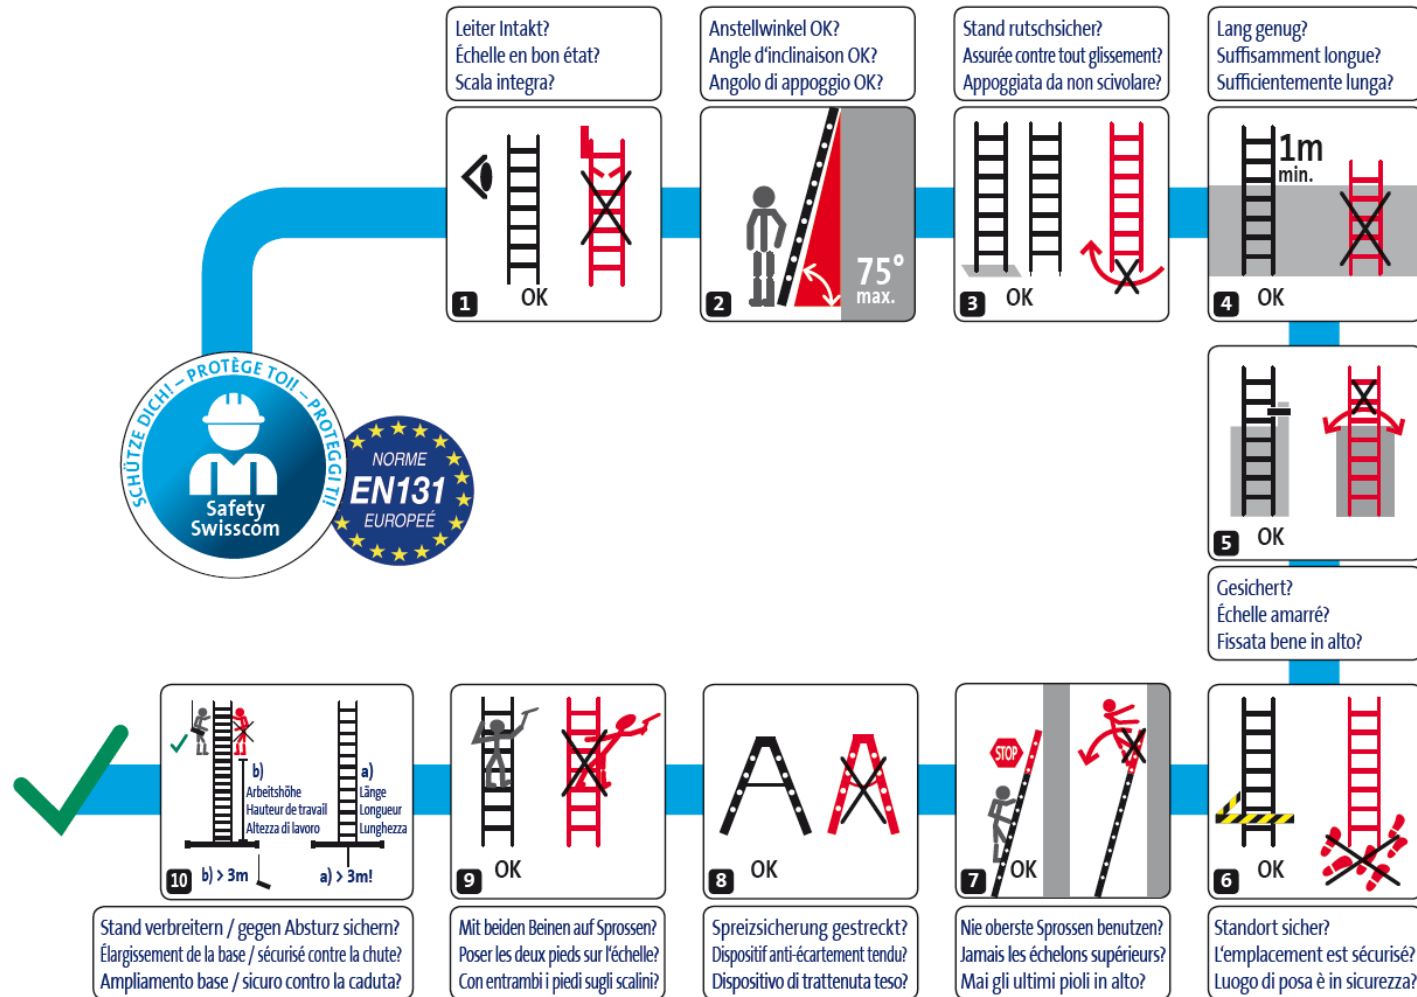 Leiter Intakt?
Échelle en bon état?
Scala integra?
1
OK
Anstellwinkel OK?
Angle d'inclinaison OK?
Angolo di appoggio OK?
2
75°
max.
Stand rutschsicher?
Assurée contre tout glissement?
Appoggiata da non scivolare?
3
OK
Lang genug?
Suffisamment longue?
Sufficientemente lunga?
1m
min.
4
OK
SCHÜTZE DICH! – PROTÈGE TOI! – PROTEGGI TI!
Safety
Swisscom
NORME
EN131
EUROPEÉ
5
OK
Gesichert?
Échelle amarré?
Fissata bene in alto?
6
OK
Standort sicher?
L'emplacement est sécurisé?
Luogo di posa è in sicurezza?
STOP
7
OK
Nie oberste Sprossen benutzen?
Jamais les échelons supérieurs?
Mai gli ultimi pioli in alto?
8
OK
Spreizsicherung gestreckt?
Dispositif anti-écartement tendu?
Dispositivo di trattenuta teso?
9
OK
Mit beiden Beinen auf Sprossen?
Poser les deux pieds sur l'échelle?
Con entrambi i piedi sugli scalini?
b)
Arbeitshöhe
Hauteur de travail
Altezza di lavoro
a)
Länge
Longueur
Lunghezza
10
b) > 3m
a) > 3m!
Stand verbreitern / gegen Absturz sichern?
Élargissement de la base / sécurisé contre la chute?
Ampliamento base / sicuro contro la caduta?